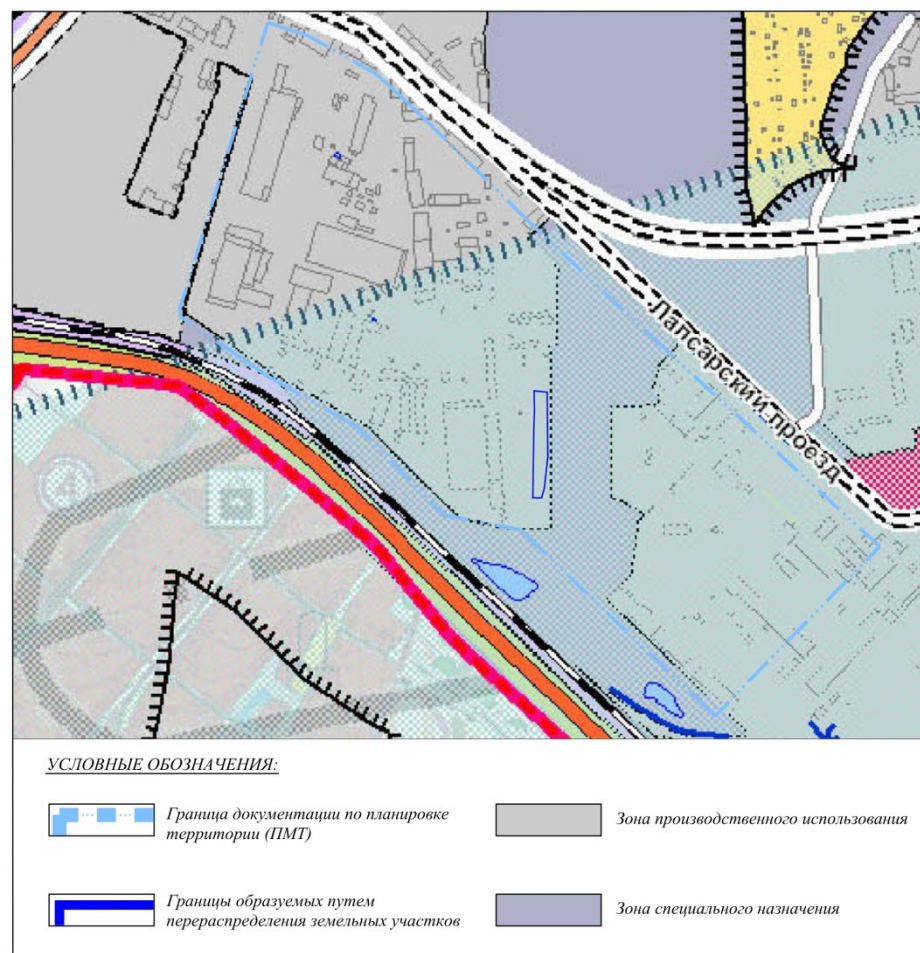 Лапсарский проезд
УСЛОВНЫЕ ОБОЗНАЧЕНИЯ:
Граница документации по планировке
территории (ПМТ)
Зона производственного использования
Границы образуемых путем
перераспределения земельных участков
Зона специального назначения